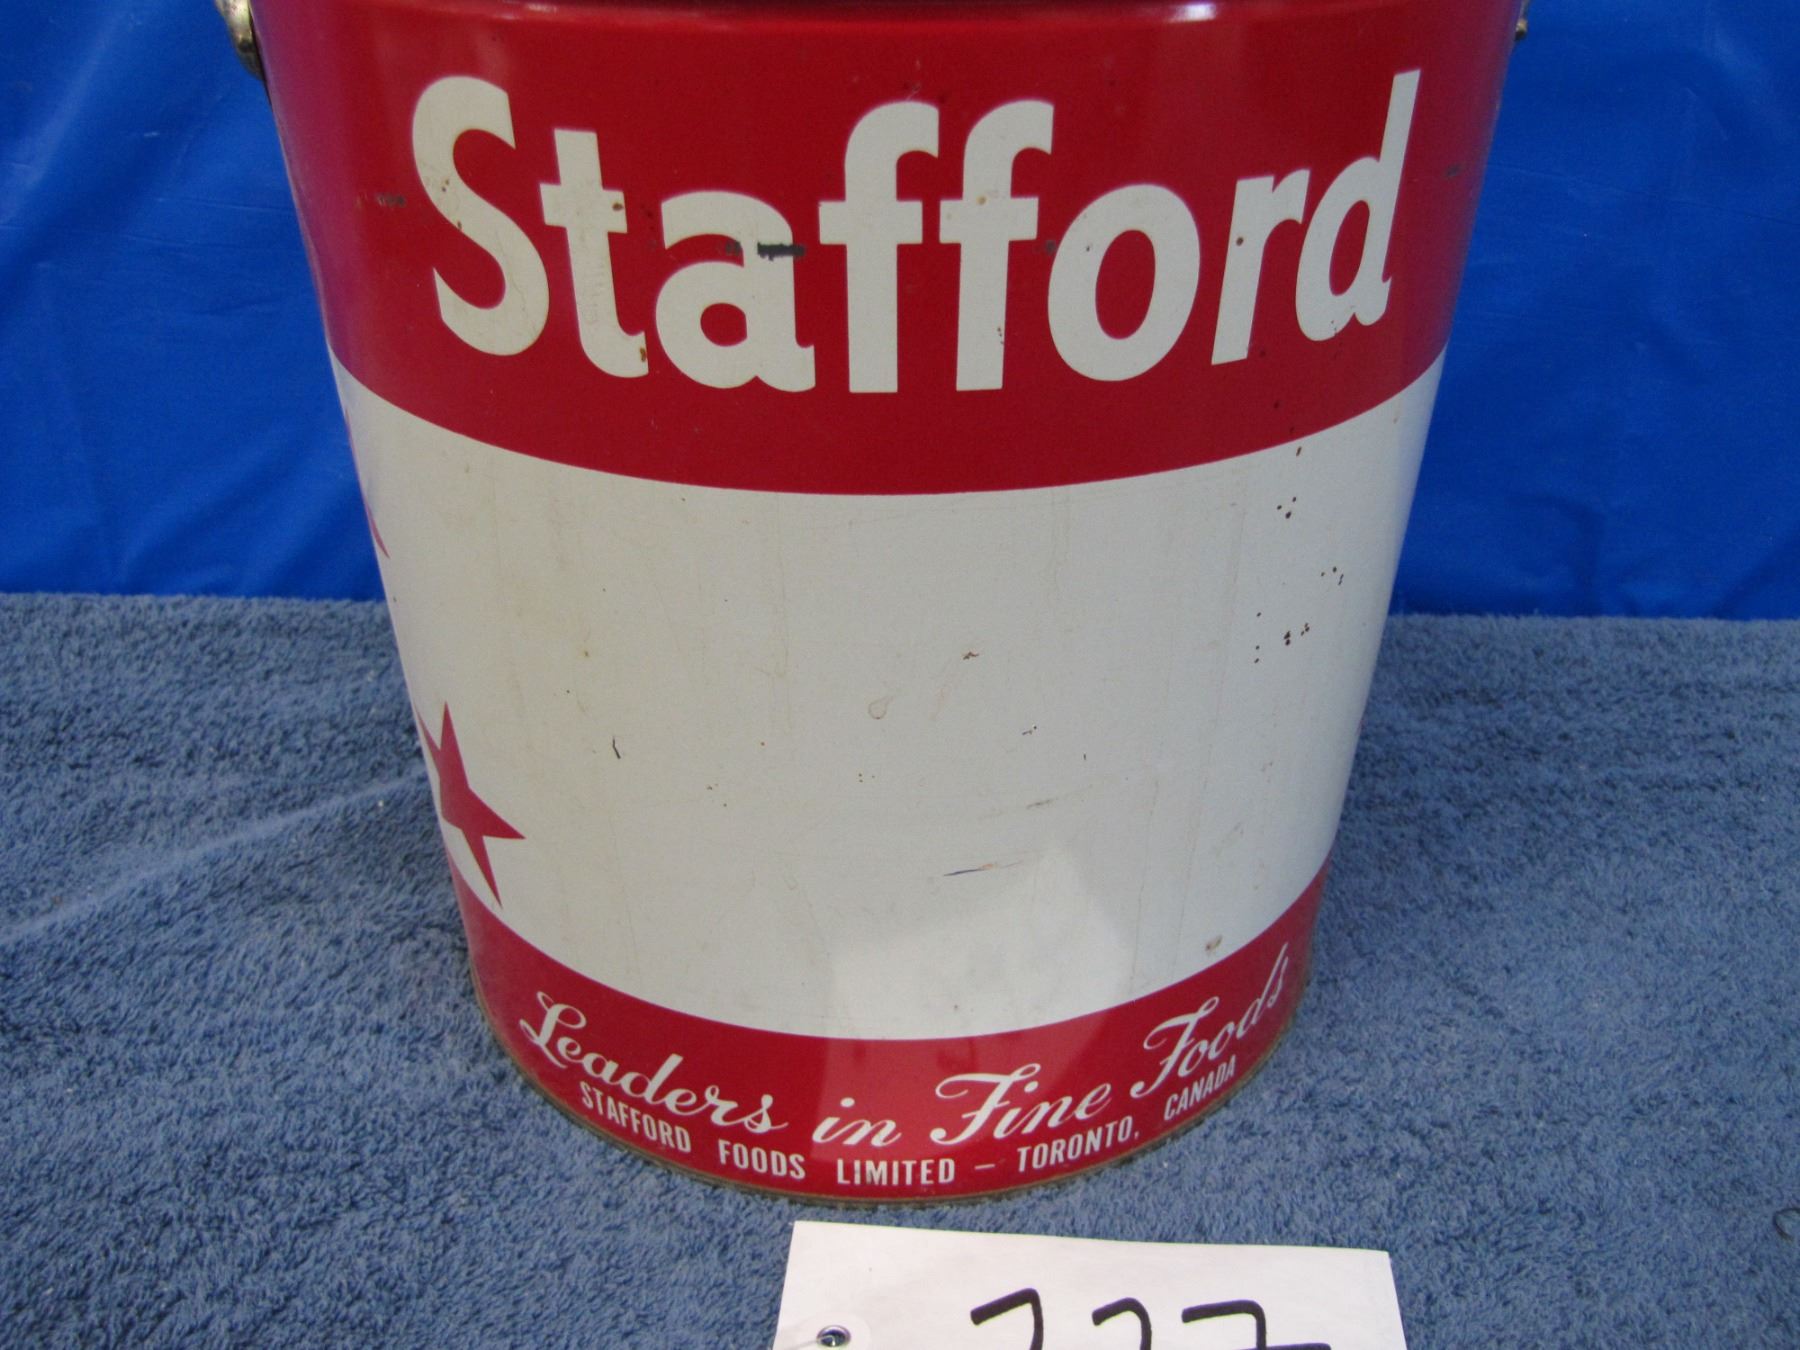 Stafford
Leaders in Fine Foods
STAFFORD FOODS LIMITED – TORONTO, CANADA